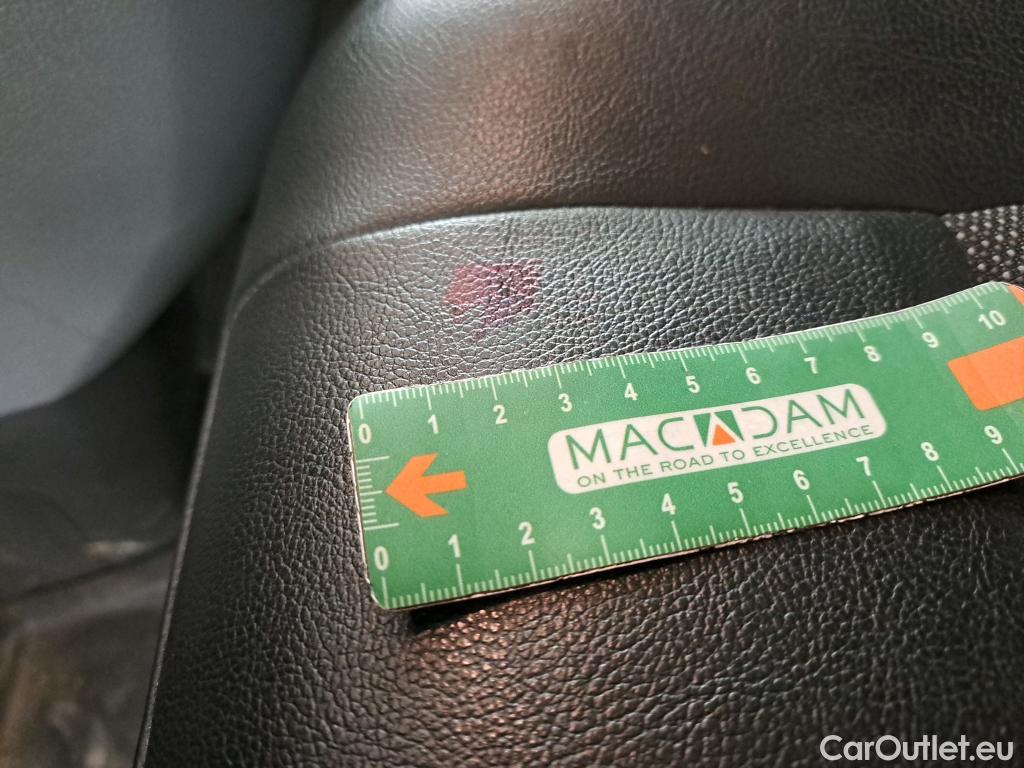 0 1 2 3 4 5 6 7 8 9 10
MACADAM
ON THE ROAD TO EXCELLENCE
0 1 2 3 4 5 6 7 8 9
CarOutlet.eu